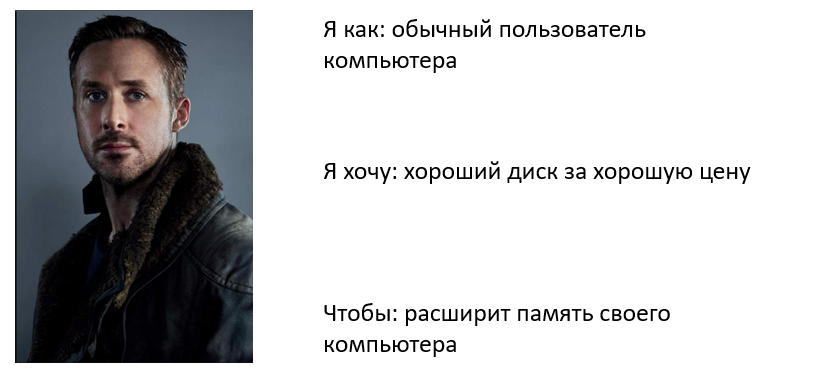 Я как: обычный пользователь
компьютера
Я хочу: хороший диск за хорошую цену
Чтобы: расширит память своего
компьютера